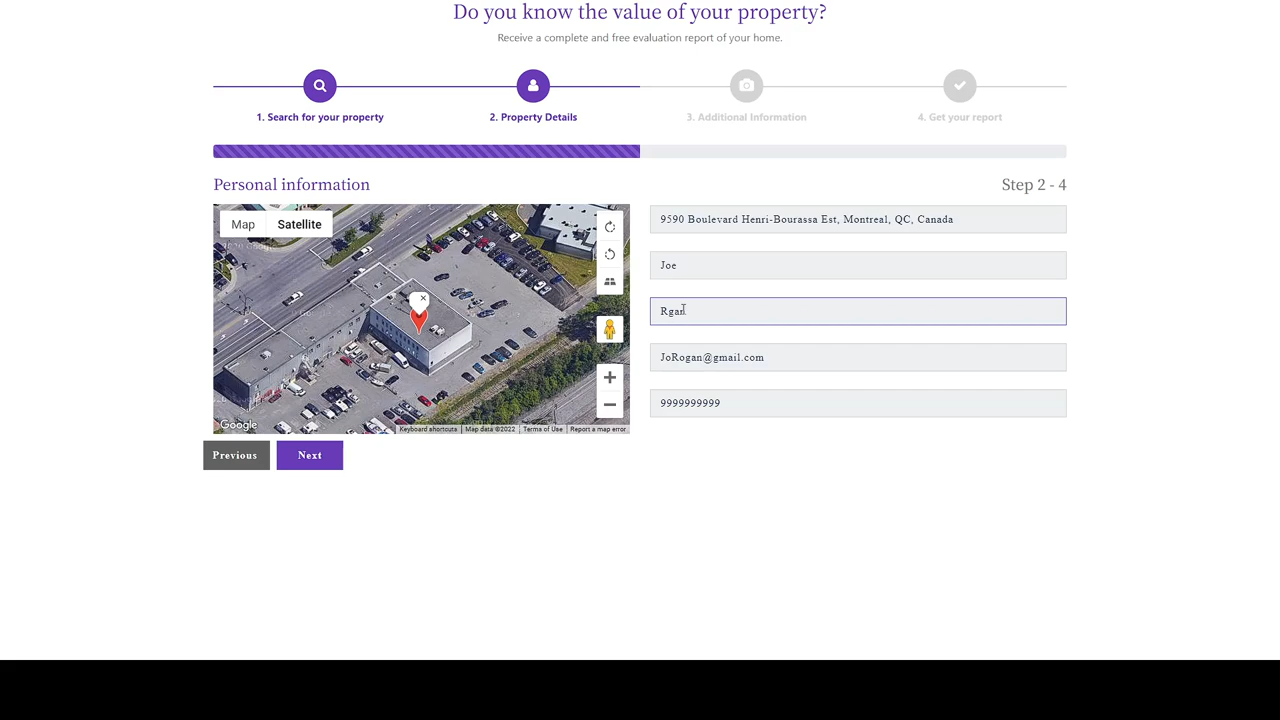 Do you know the value of your property?
Receive a complete and free evaluation report of your home.
1. Search for your property
2. Property Details
3. Additional Information
4. Get your report
Personal information
Step 2 - 4
Map
Satellite
9590 Boulevard Henri-Bourassa Est, Montreal, QC, Canada
Joe
Rgan
JoRogan@gmail.com
9999999999
Google
Keyboard shortcuts
Map data ©2022
Terms of Use
Report a map error
Previous
Next